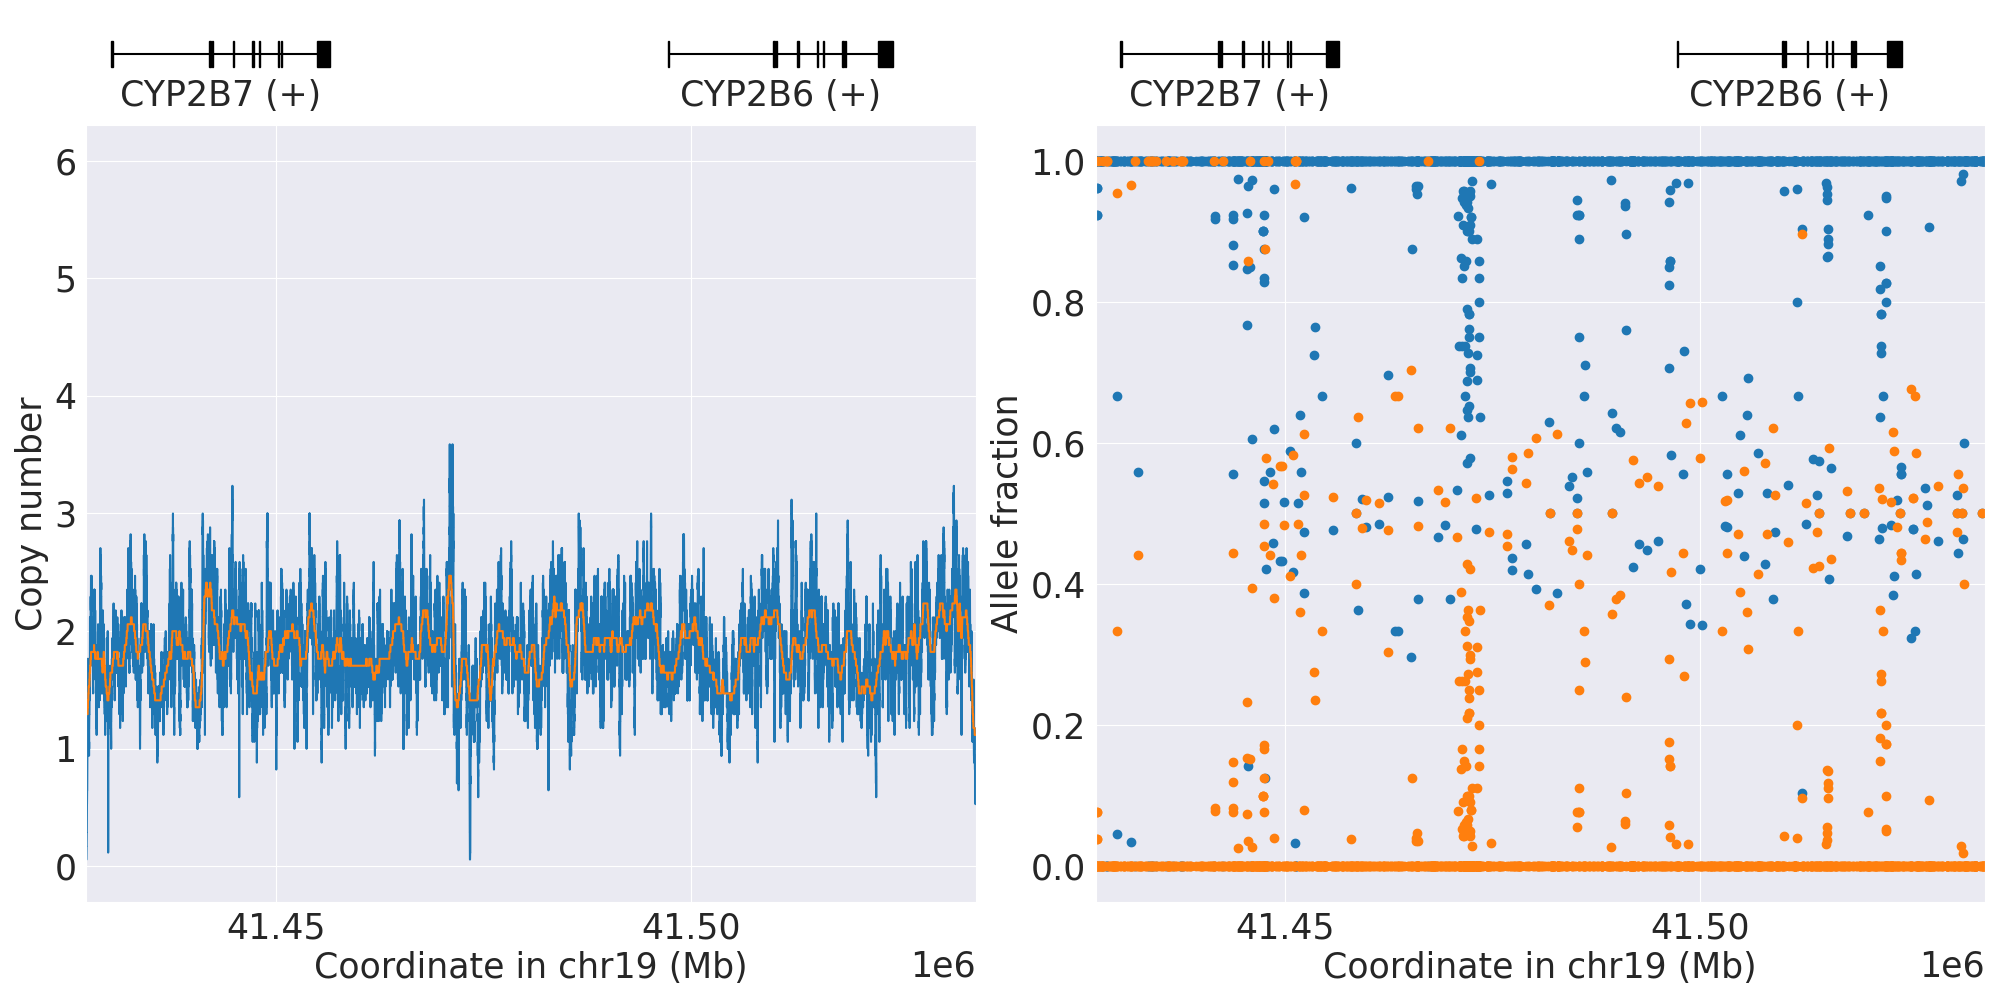 CYP2B7 (+) CYP2B6 (+)
6
5
4
3
2
1
0
Copy number
41.45 41.50
Coordinate in chr19 (Mb) 1e6
CYP2B7 (+) CYP2B6 (+)
1.0
0.8
0.6
0.4
0.2
0.0
Allele fraction
41.45 41.50
Coordinate in chr19 (Mb) 1e6